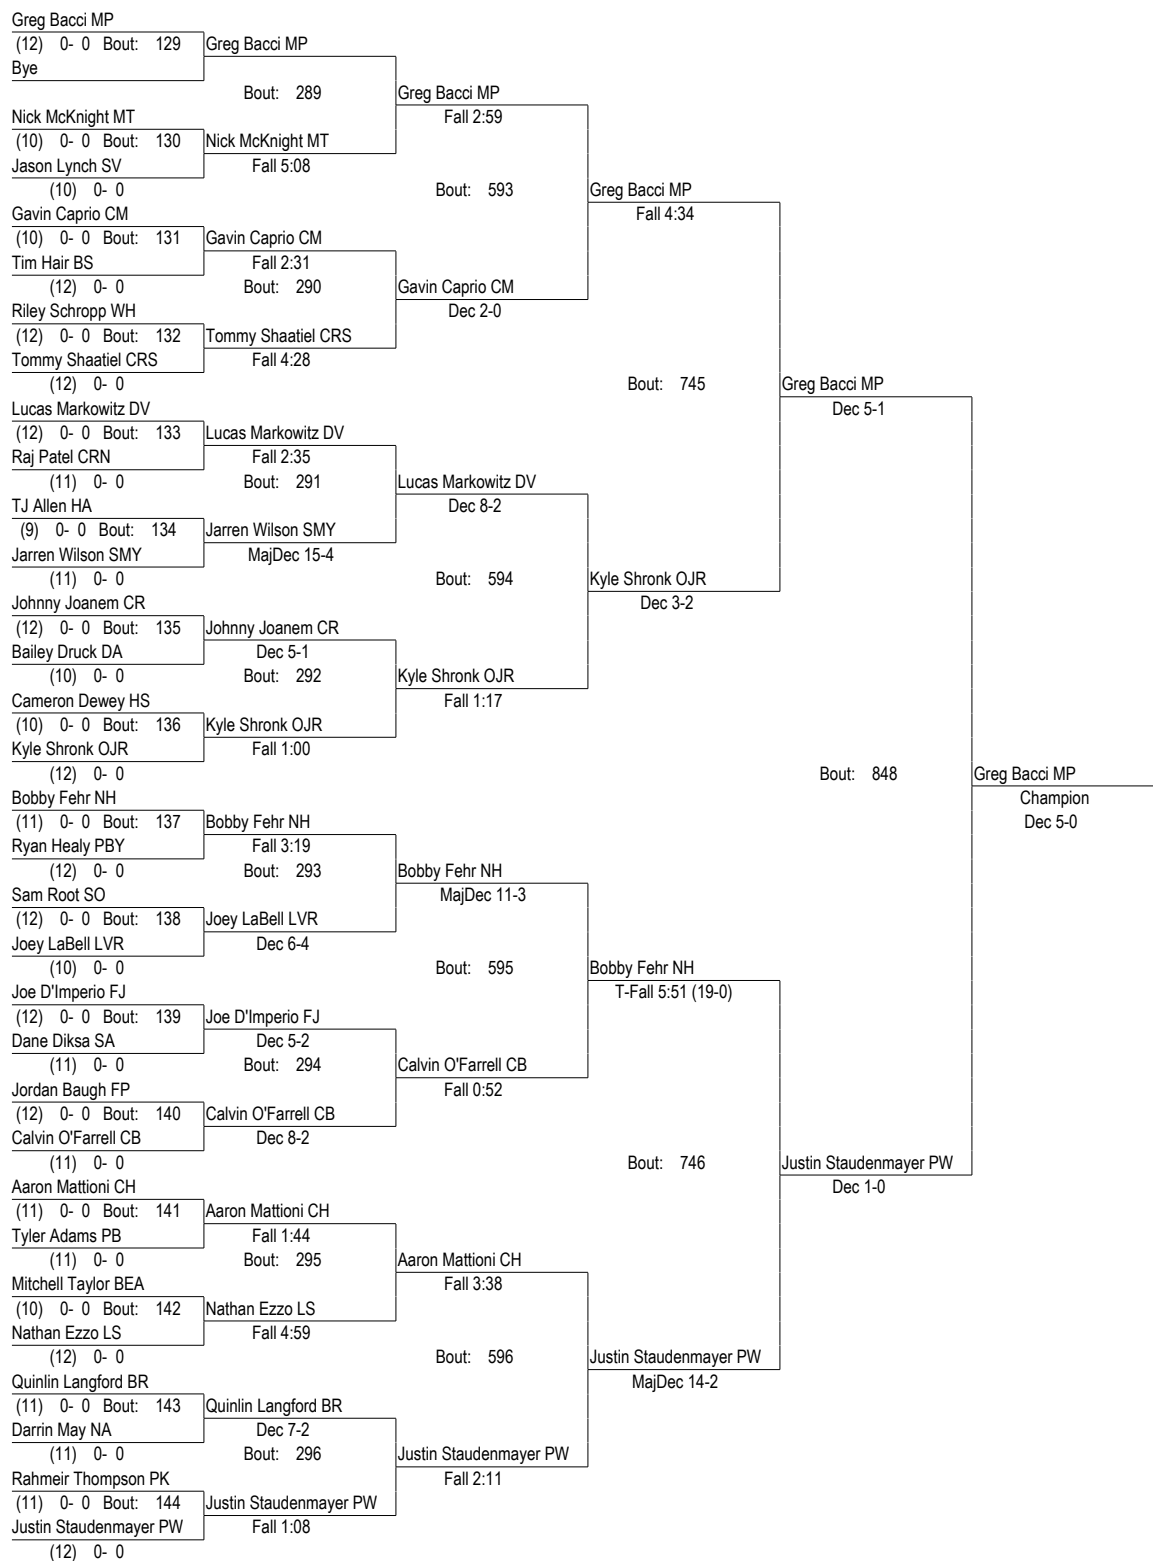 Greg Bacci MP
(12) 0- 0 Bout: 129 Greg Bacci MP
Bye
Bout: 289 Greg Bacci MP
Nick McKnight MT Fall 2:59
(10) 0- 0 Bout: 130 Nick McKnight MT
Jason Lynch SV Fall 5:08
(10) 0- 0 Bout: 593 Greg Bacci MP
Gavin Caprio CM Fall 4:34
(10) 0- 0 Bout: 131 Gavin Caprio CM
Tim Hair BS Fall 2:31
(12) 0- 0 Bout: 290 Gavin Caprio CM
Riley Schropp WH Dec 2-0
(12) 0- 0 Bout: 132 Tommy Shaatiel CRS
Tommy Shaatiel CRS Fall 4:28
(12) 0- 0 Bout: 745 Greg Bacci MP
Lucas Markowitz DV Dec 5-1
(12) 0- 0 Bout: 133 Lucas Markowitz DV
Raj Patel CRN Fall 2:35
(11) 0- 0 Bout: 291 Lucas Markowitz DV
TJ Allen HA Dec 8-2
(9) 0- 0 Bout: 134 Jarren Wilson SMY
Jarren Wilson SMY MajDec 15-4
(11) 0- 0 Bout: 594 Kyle Shronk OJR
Johnny Joanem CR Dec 3-2
(12) 0- 0 Bout: 135 Johnny Joanem CR
Bailey Druck DA Dec 5-1
(10) 0- 0 Bout: 292 Kyle Shronk OJR
Cameron Dewey HS Fall 1:17
(10) 0- 0 Bout: 136 Kyle Shronk OJR
Kyle Shronk OJR Fall 1:00
(12) 0- 0 Bout: 848 Greg Bacci MP
Bobby Fehr NH Champion
(11) 0- 0 Bout: 137 Bobby Fehr NH Dec 5-0
Ryan Healy PBY Fall 3:19
(12) 0- 0 Bout: 293 Bobby Fehr NH
Sam Root SO MajDec 11-3
(12) 0- 0 Bout: 138 Joey LaBell LVR
Joey LaBell LVR Dec 6-4
(10) 0- 0 Bout: 595 Bobby Fehr NH
Joe D'Imperio FJ T-Fall 5:51 (19-0)
(12) 0- 0 Bout: 139 Joe D'Imperio FJ
Dane Diksa SA Dec 5-2
(11) 0- 0 Bout: 294 Calvin O'Farrell CB
Jordan Baugh FP Fall 0:52
(12) 0- 0 Bout: 140 Calvin O'Farrell CB
Calvin O'Farrell CB Dec 8-2
(11) 0- 0 Bout: 746 Justin Staudenmayer PW
Aaron Mattioni CH Dec 1-0
(11) 0- 0 Bout: 141 Aaron Mattioni CH
Tyler Adams PB Fall 1:44
(11) 0- 0 Bout: 295 Aaron Mattioni CH
Mitchell Taylor BEA Fall 3:38
(10) 0- 0 Bout: 142 Nathan Ezzo LS
Nathan Ezzo LS Fall 4:59
(12) 0- 0 Bout: 596 Justin Staudenmayer PW
Quinlin Langford BR MajDec 14-2
(11) 0- 0 Bout: 143 Quinlin Langford BR
Darrin May NA Dec 7-2
(11) 0- 0 Bout: 296 Justin Staudenmayer PW
Rahmeir Thompson PK Fall 2:11
(11) 0- 0 Bout: 144 Justin Staudenmayer PW
Justin Staudenmayer PW Fall 1:08
(12) 0- 0